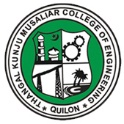 THANGAL KUNJU MUSALIAR COLLEGE OF ENGINEERING
* QUILON *